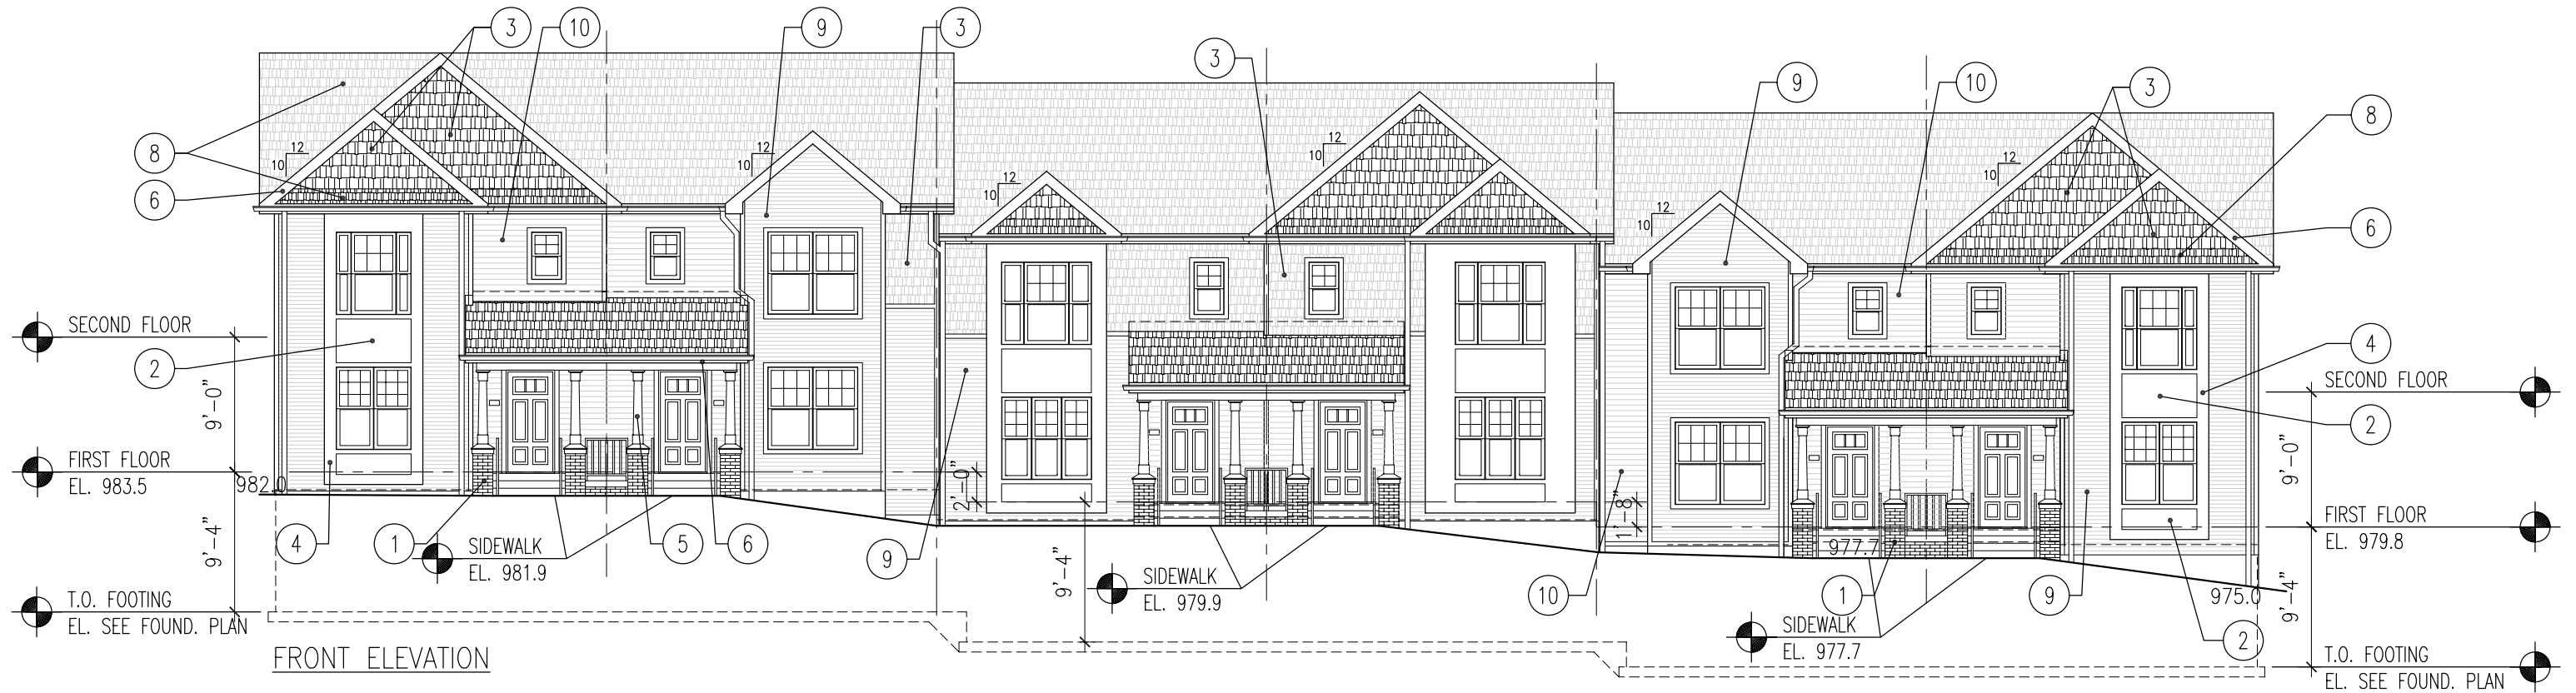 3
10
9
3
3
9
10
3
8
8
6
6
12
10
12
10
12
10
12
10
12
10
12
10
SECOND FLOOR
2
9'-0"
FIRST FLOOR
EL. 983.5
982.0
9'-4"
4
1
SIDEWALK
EL. 981.9
5
6
T.O. FOOTING
EL. SEE FOUND. PLAN
FRONT ELEVATION
2'-0"
9
9'-4"
SIDEWALK
EL. 979.9
1'-8"
10
977.7
1
9
SIDEWALK
EL. 977.7
4
SECOND FLOOR
2
9'-0"
FIRST FLOOR
EL. 979.8
975.0
9'-4"
2
T.O. FOOTING
EL. SEE FOUND. PLAN